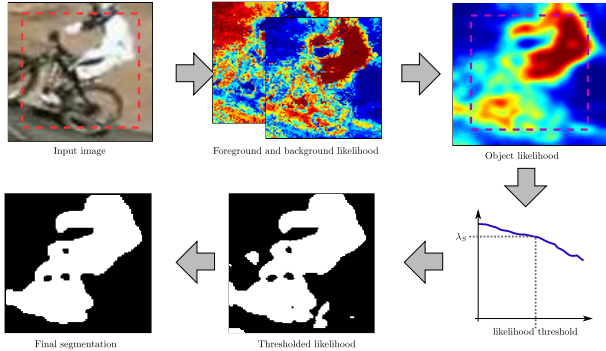 Input image
Foreground and background likelihood
Object likelihood
λS
likelihood threshold
Final segmentation
Thresholded likelihood